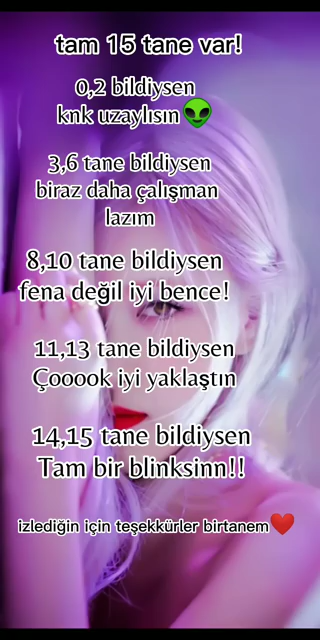 tam 15 tane var!
0,2 bildiysen
knk uzaylısın👽
3,6 tane bildiysen
biraz daha çalışman
lazım
8,10 tane bildiysen
fena değil iyi bence!
11,13 tane bildiysen
Çooook iyi yaklaştın
14,15 tane bildiysen
Tam bir blinksinn!!
izlediğin için teşekkürler birtanem❤️